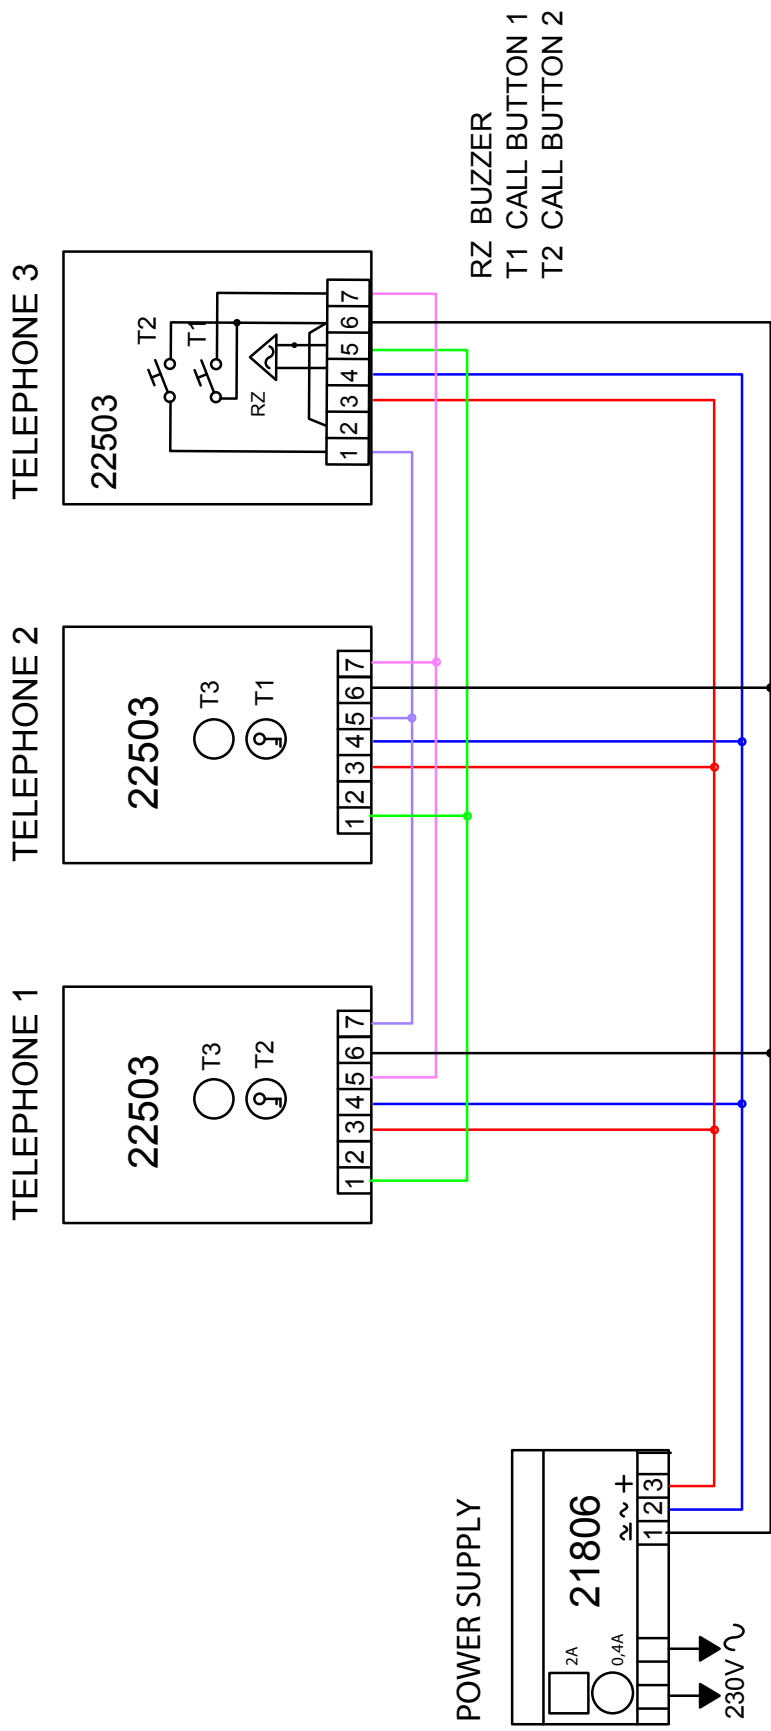 TELEPHONE 1
22503
T3
T2
1 2 3 4 5 6 7
TELEPHONE 2
22503
T3
T1
1 2 3 4 5 6 7
TELEPHONE 3
22503
T2
T1
RZ
1 2 3 4 5 6 7
RZ BUZZER
T1 CALL BUTTON 1
T2 CALL BUTTON 2
POWER SUPPLY
2A
0,4A
21806
≃ ~ +
1 2 3
230V ~